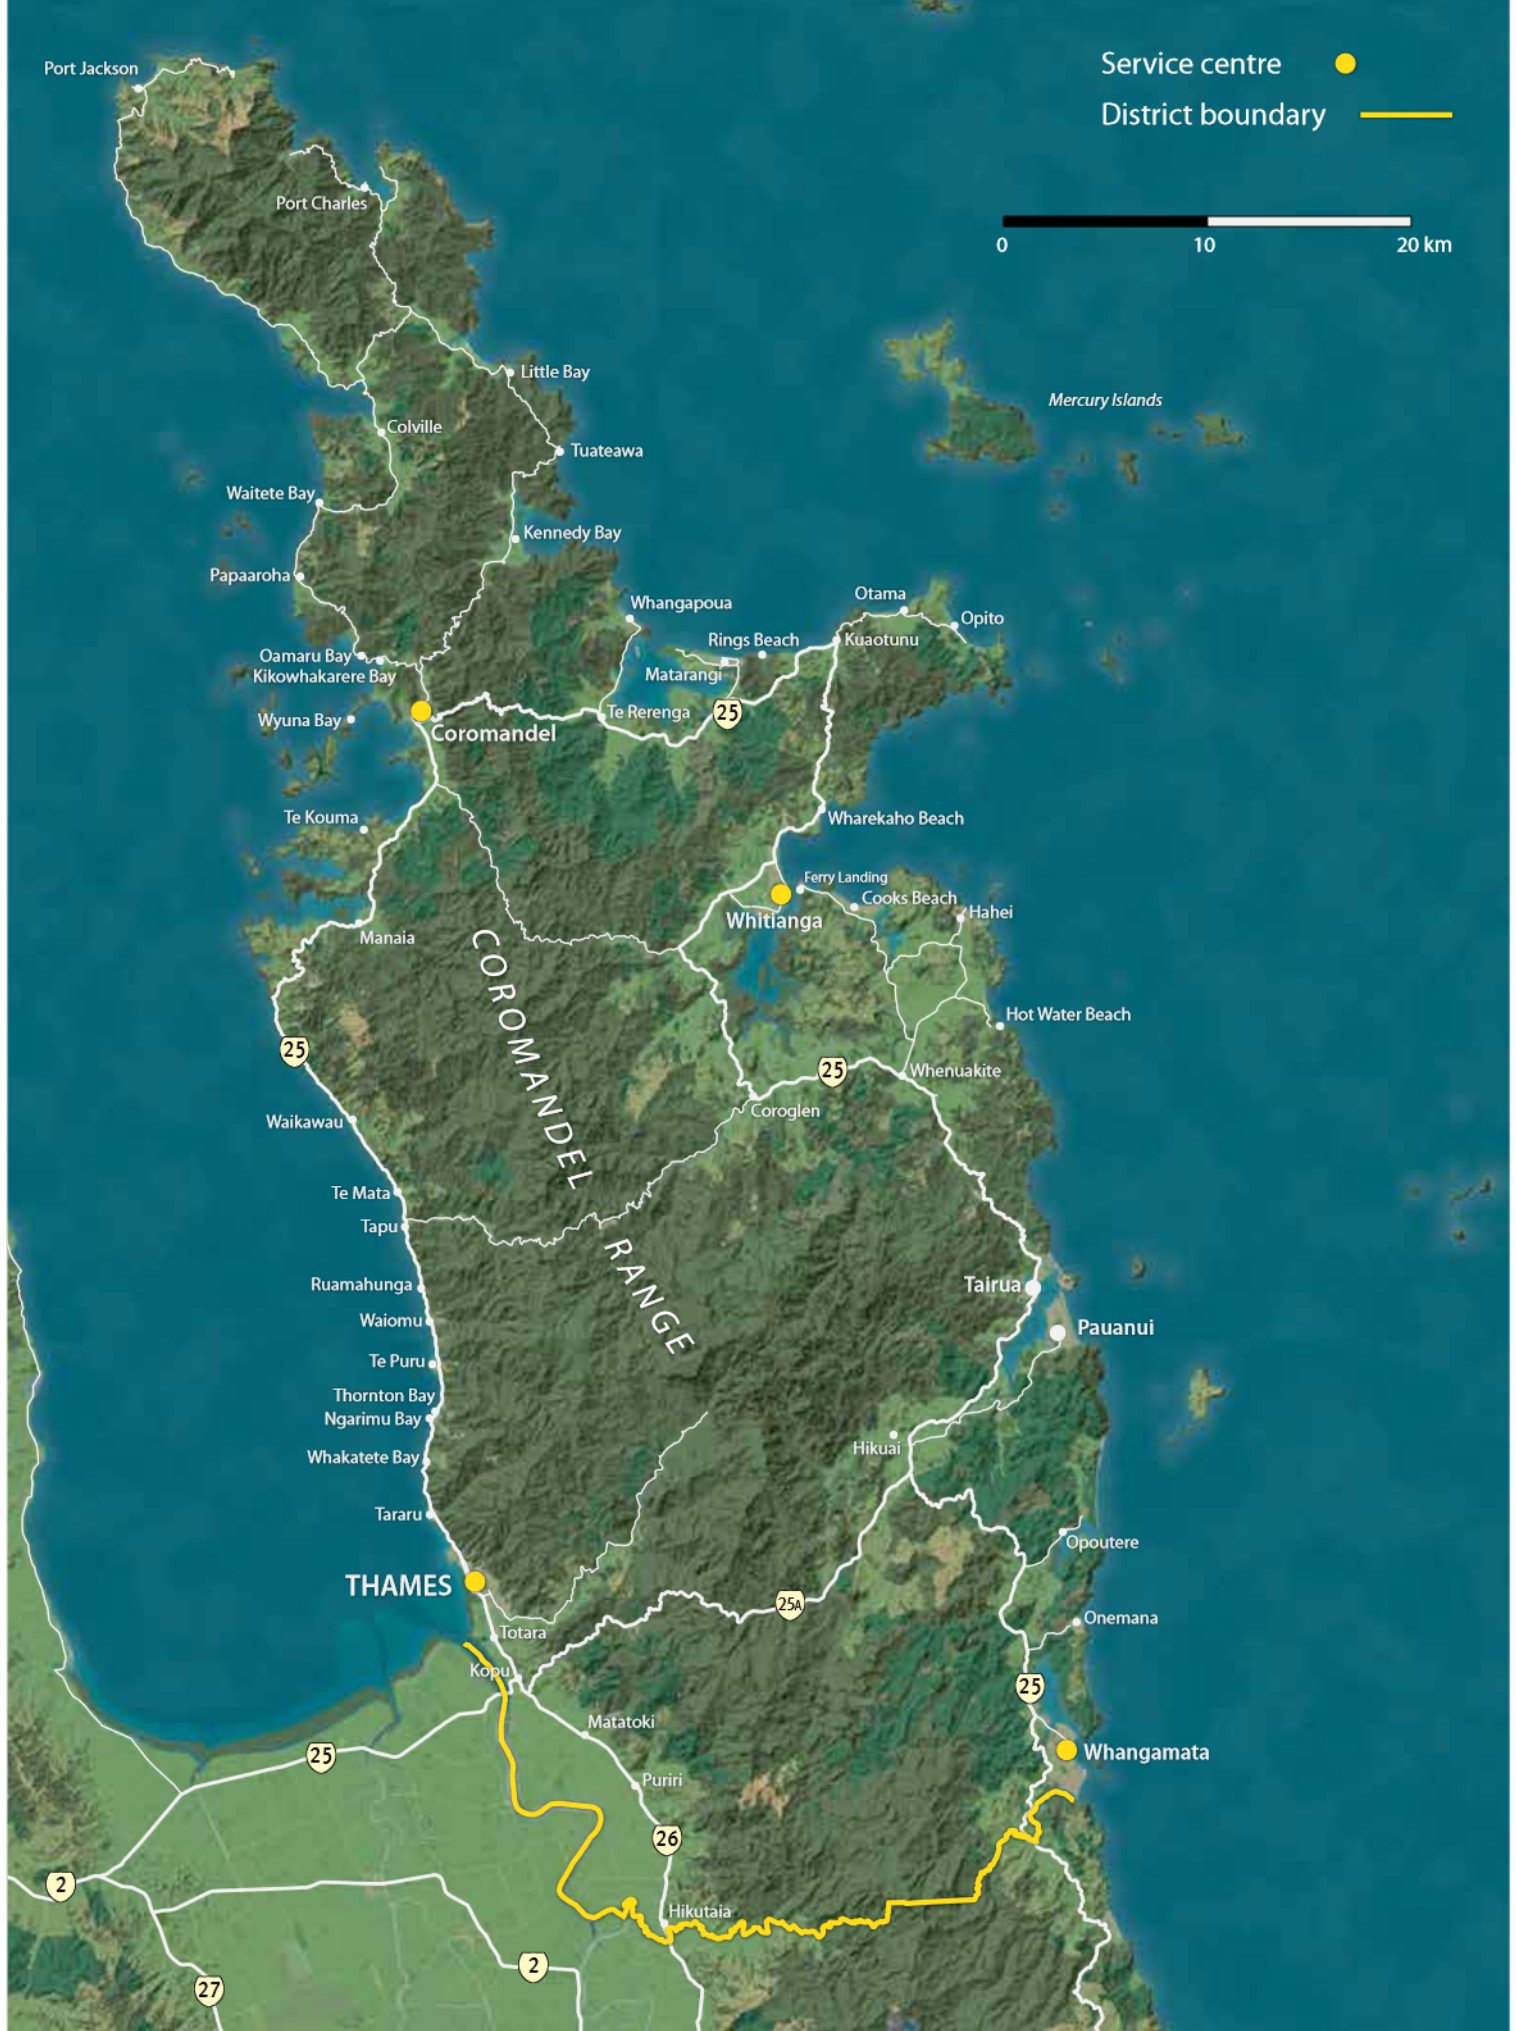 Port Jackson
Service centre
District boundary
Port Charles
0
10
20 km
Little Bay
Mercury Islands
Colville
Tuateawa
Waitete Bay
Kennedy Bay
Papaaroha
Whangapoua
Otama
Opito
Rings Beach
Kuaotunu
Oamaru Bay
Matarangi
Kikowhakarere Bay
Te Rerenga
25
Wyuna Bay
Coromandel
Te Kouma
Wharekaho Beach
Ferry Landing
Cooks Beach
Hahei
Whitianga
Manaia
COROMANDEL
RANGE
Hot Water Beach
25
25
Whenuakite
Coroglen
Waikawau
Te Mata
Tapu
Ruamahunga
Tairua
Waiomu
Pauanui
Te Puru
Thornton Bay
Ngarimu Bay
Hikuai
Whakatete Bay
Tararu
Opoutere
THAMES
25A
Onemana
Totara
Kopu
25
Matatoki
25
Whangamata
Puriri
26
2
Hikutaia
2
27